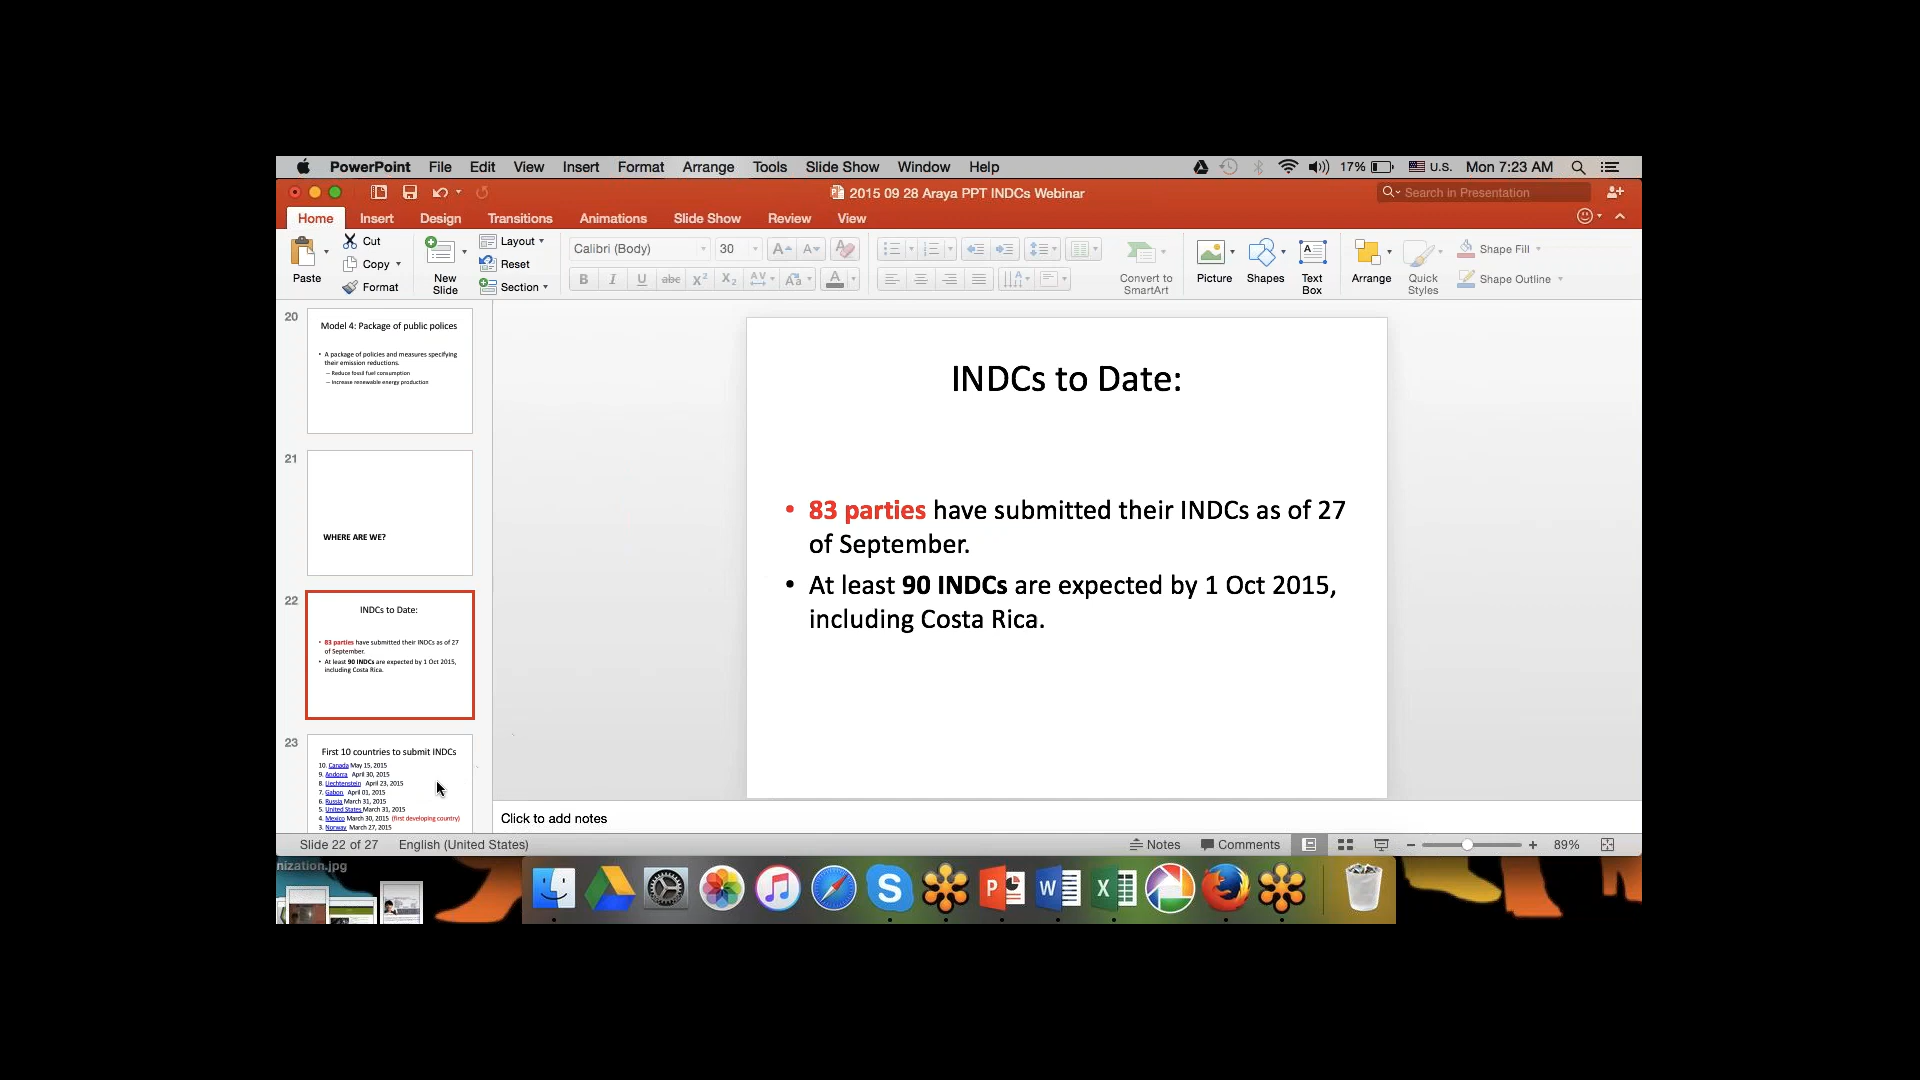 PowerPoint File Edit View Insert Format Arrange Tools Slide Show Window Help 17% U.S. Mon 7:23 AM
2015 09 28 Araya PPT INDCs Webinar
Search in Presentation
Home Insert Design Transitions Animations Slide Show Review View
Paste
Cut
Copy
Format
New
Slide
Layout
Reset
Section
Calibri (Body) 30
B I U abc X² X₂ AV Aa A
Convert to
SmartArt
Picture
Shapes
Text
Box
Arrange
Quick
Styles
Shape Fill
Shape Outline
20
Model 4: Package of public polices
• A package of policies and measures specifying
their emission reductions.
– Reduce fossil fuel consumption
– Increase renewable energy production
21
WHERE ARE WE?
22
INDCs to Date:
• 83 parties have submitted their INDCs as of 27
of September.
• At least 90 INDCs are expected by 1 Oct 2015,
including Costa Rica.
23
First 10 countries to submit INDCs
10. Canada May 15, 2015
9. Andorra April 30, 2015
8. Liechtenstein April 23, 2015
7. Gabon April 01, 2015
6. Russia March 31, 2015
5. United States March 31, 2015
4. Mexico March 30, 2015 (first developing country)
3. Norway March 27, 2015
INDCs to Date:
• 83 parties have submitted their INDCs as of 27
of September.
• At least 90 INDCs are expected by 1 Oct 2015,
including Costa Rica.
Click to add notes
Slide 22 of 27 English (United States) Notes Comments 89%
nization.jpg